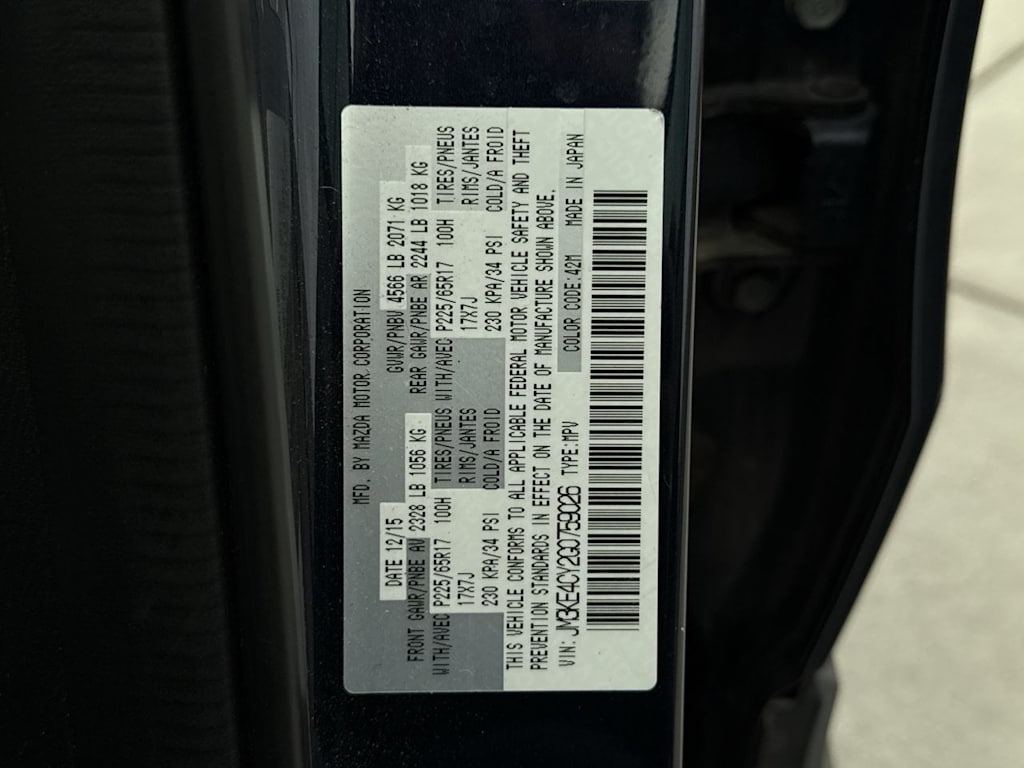 MFD. BY MAZDA MOTOR CORPORATION
DATE 12/15 GVWR/PNBV 4566 LB 2071 KG
FRONT GAWR/PNBE AV 2328 LB 1056 KG REAR GAWR/PNBE AR 2244 LB 1018 KG
WITH/AVEC P225/65R17 100H TIRES/PNEUS WITH/AVEC P225/65R17 100H TIRES/PNEUS
17X7J RIMS/JANTES 17X7J RIMS/JANTES
230 KPA/34 PSI COLD/A FROID 230 KPA/34 PSI COLD/A FROID
THIS VEHICLE CONFORMS TO ALL APPLICABLE FEDERAL MOTOR VEHICLE SAFETY AND THEFT
PREVENTION STANDARDS IN EFFECT ON THE DATE OF MANUFACTURE SHOWN ABOVE.
VIN: JM3KE4CY2G0759026 TYPE:MPV COLOR CODE:42M MADE IN JAPAN